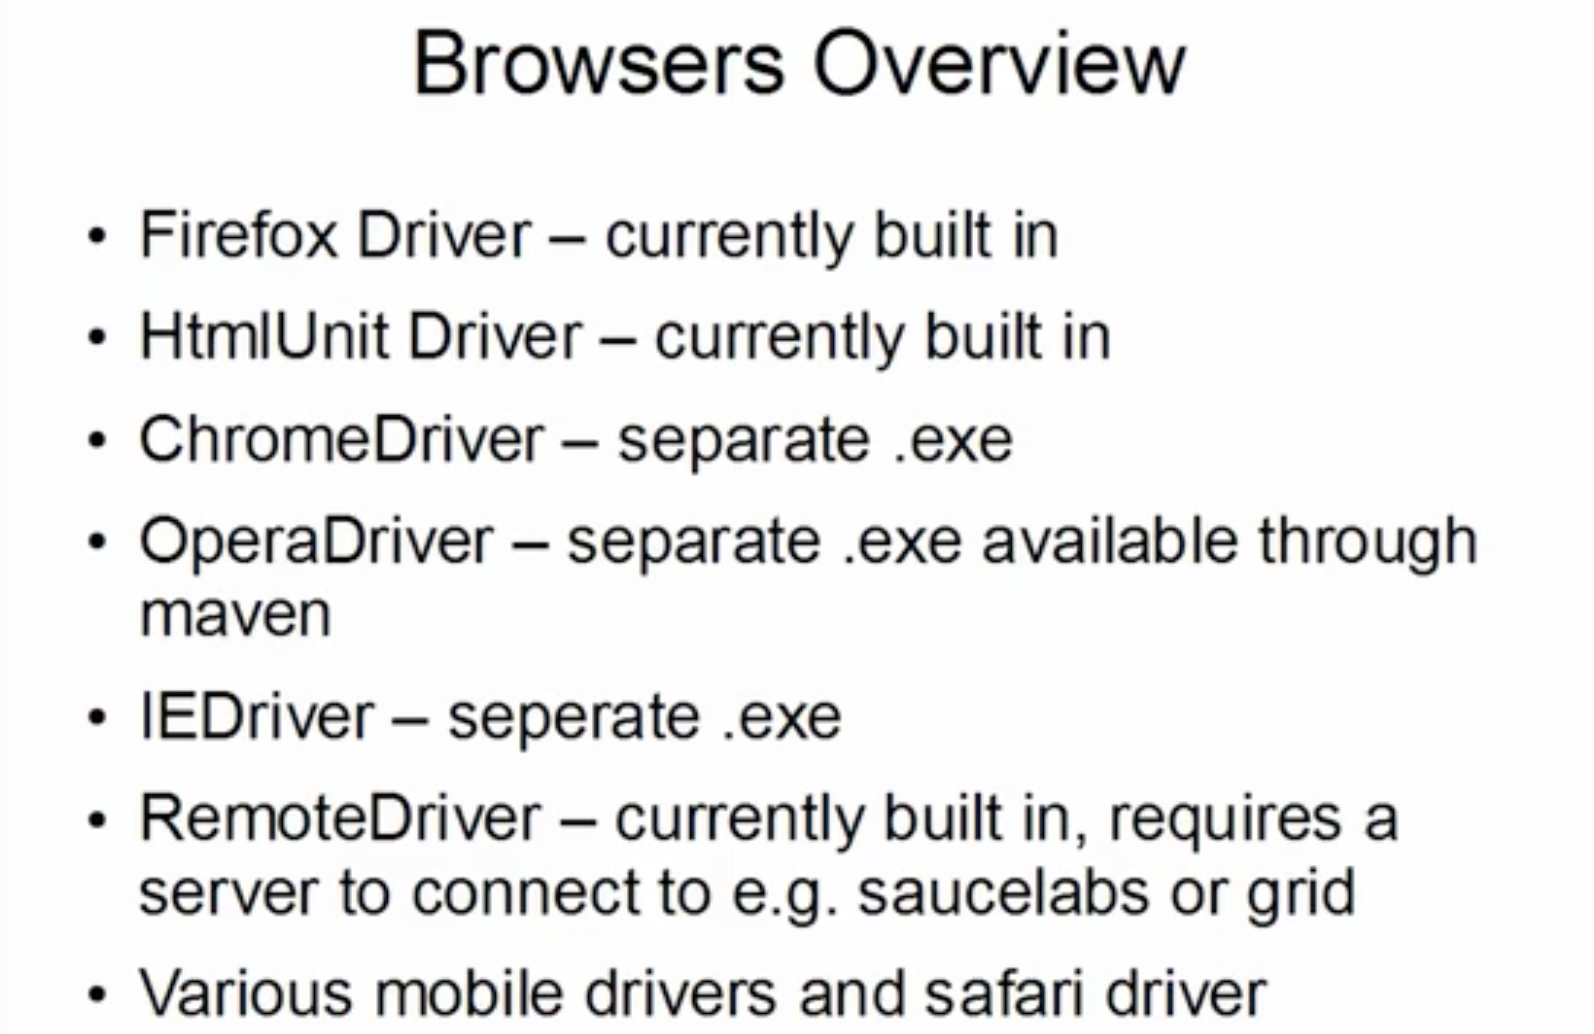 Browsers Overview
• Firefox Driver – currently built in
• HtmlUnit Driver – currently built in
• ChromeDriver – separate .exe
• OperaDriver – separate .exe available through
maven
• IEDriver – seperate .exe
• RemoteDriver – currently built in, requires a
server to connect to e.g. saucelabs or grid
• Various mobile drivers and safari driver